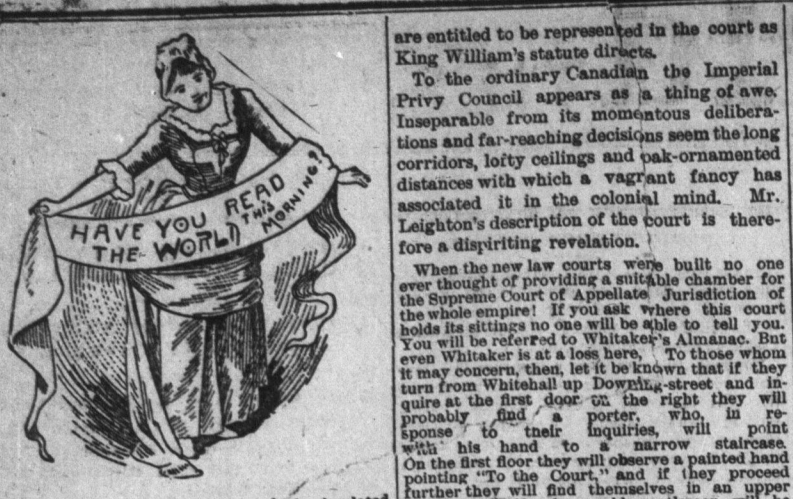 HAVE YOU READ
THE WORLD THIS
MORNING?
are entitled to be represented in the court as
King William's statute directs.
To the ordinary Canadian the Imperial
Privy Council appears as a thing of awe.
Inseparable from its momentous delibera-
tions and far-reaching decisions seem the long
corridors, lofty ceilings and oak-ornamented
distances with which a vagrant fancy has
associated it in the colonial mind. Mr.
Leighton's description of the court is there-
fore a dispiriting revelation.
When the new law courts were built no one
ever thought of providing a suitable chamber for
the Supreme Court of Appellate Jurisdiction of
the whole empire! If you ask where this court
holds its sittings no one will be able to tell you.
You will be referred to Whitaker's Almanac. But
even Whitaker is at a loss here. To those whom
it may concern, then, let it be known that if they
turn from Whitehall up Downing-street and in-
quire at the first door on the right they will
probably find a porter, who, in re-
sponse to their inquiries, will point
with his hand to a narrow staircase.
On the first floor they will observe a painted hand
pointing "To the Court," and if they proceed
further they will find themselves in an upper